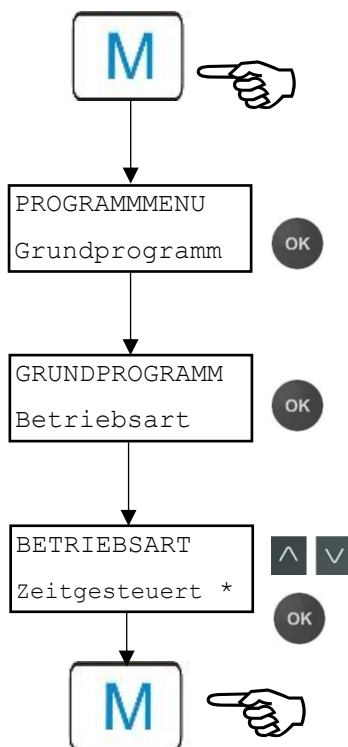 M
PROGRAMMMENU
Grundprogramm
OK
GRUNDPROGRAMM
Betriebsart
OK
BETRIEBSART
Zeitgesteuert *
OK
M